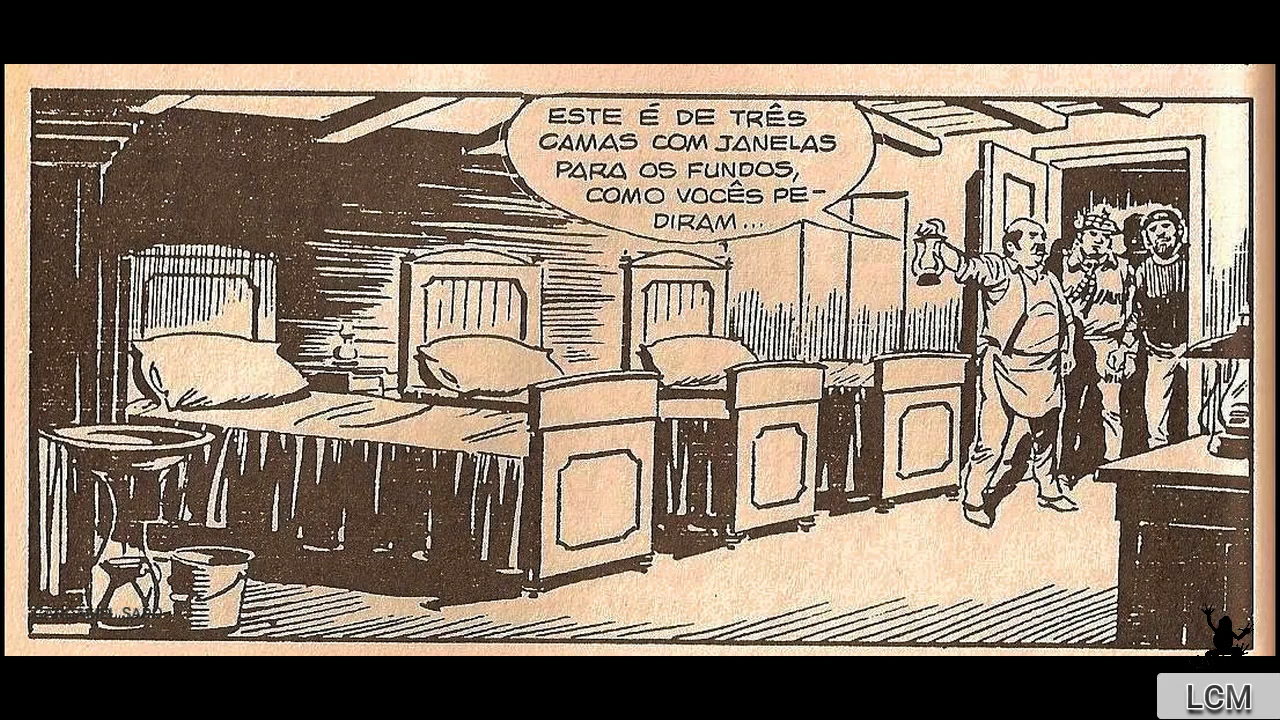 ESTE É DE TRÊS
CAMAS COM JANELAS
PARA OS FUNDOS,
COMO VOCÊS PE-
DIRAM...
LCM